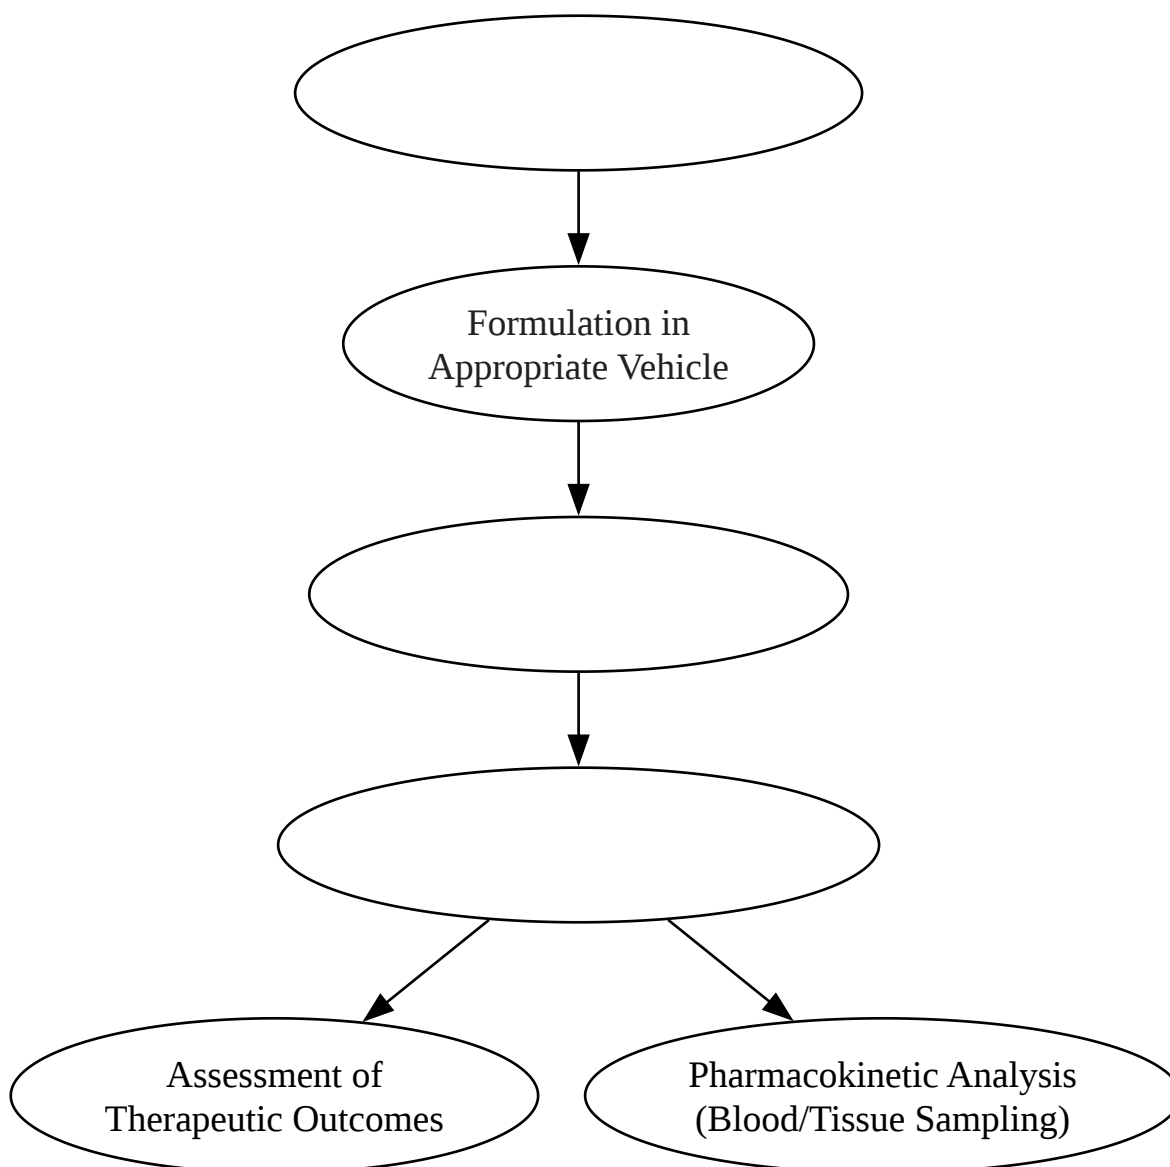 Formulation in
Appropriate Vehicle
Assessment of
Therapeutic Outcomes
Pharmacokinetic Analysis
(Blood/Tissue Sampling)